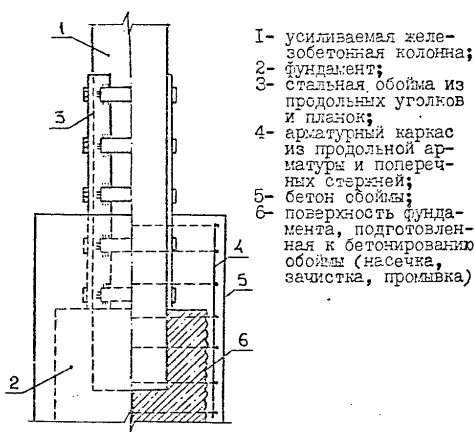 1
3
2
4
5
6
I- усиливаемая желе-
зобетонная колонна;
2- фундамент;
3- стальная обойма из
продольных уголков
и планок;
4- арматурный каркас
из продольной ар-
матуры и попереч-
ных стержней;
5- бетон обоймы;
6- поверхность фунда-
мента, подготовлен-
ная к бетонированию
обоймы (насечка,
зачистка, промывка)